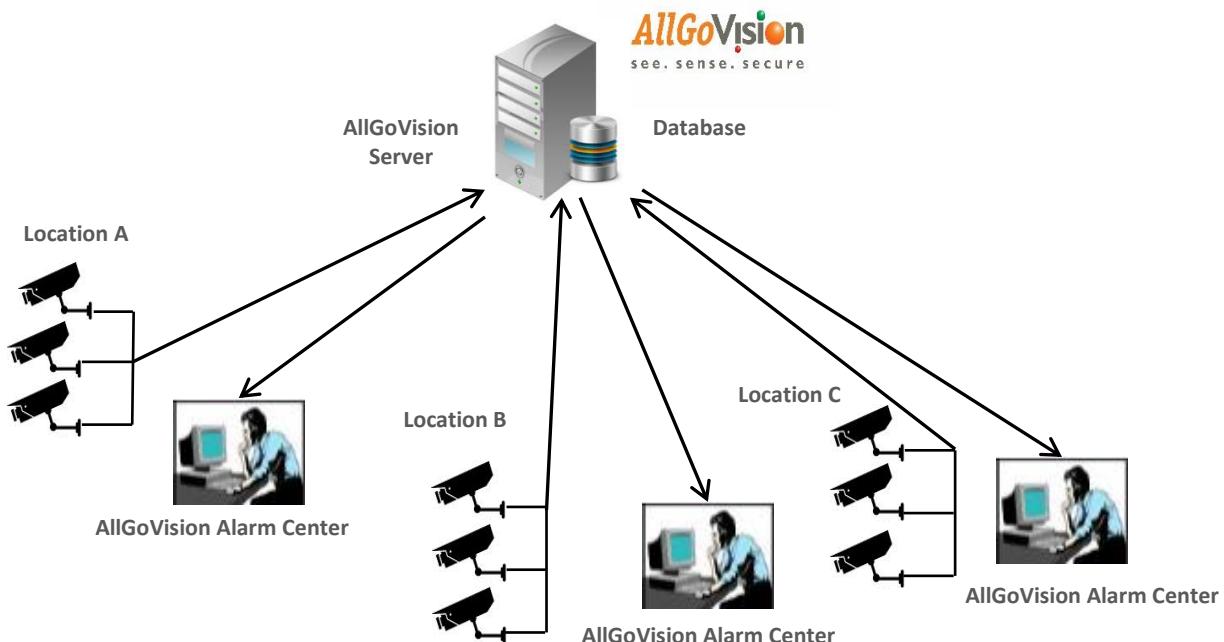 AllGoVision
see. sense. secure
AllGoVision
Server
Database
Location A
AllGoVision Alarm Center
Location B
AllGoVision Alarm Center
Location C
AllGoVision Alarm Center